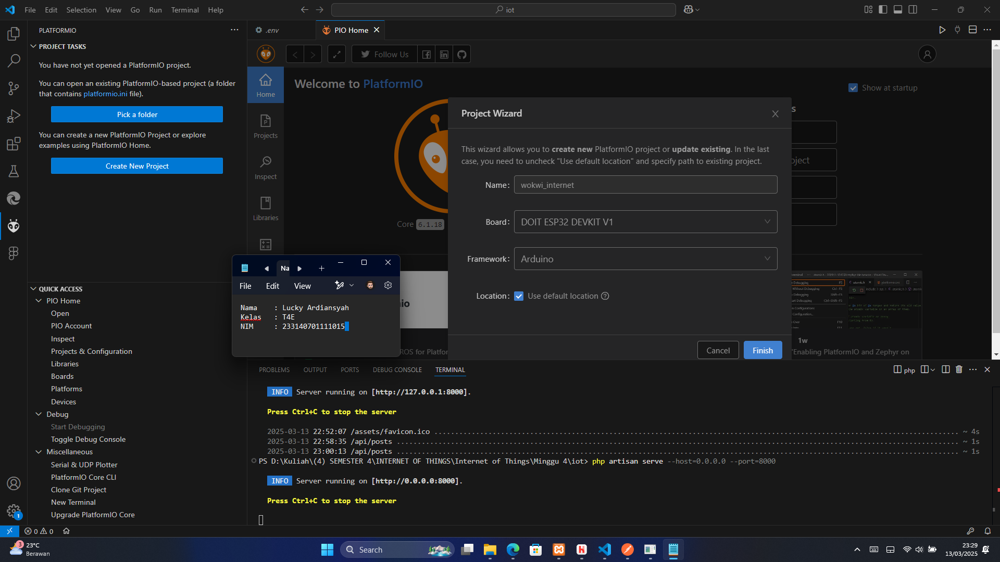 File Edit Selection View Go Run Terminal Help
iot
PLATFORMIO
PROJECT TASKS
You have not yet opened a PlatformIO project.
You can open an existing PlatformIO-based project (a folder
that contains platformio.ini file).
Pick a folder
You can create a new PlatformIO Project or explore
examples using PlatformIO Home.
Create New Project
QUICK ACCESS
PIO Home
Open
PIO Account
Inspect
Projects & Configuration
Libraries
Boards
Platforms
Devices
Debug
Start Debugging
Toggle Debug Console
Miscellaneous
Serial & UDP Plotter
PlatformIO Core CLI
Clone Git Project
New Terminal
Upgrade PlatformIO Core
.env
PIO Home
Follow Us
Home
Projects
Inspect
Libraries
Welcome to PlatformIO
Show at startup
Core 6.1.18
Project Wizard
This wizard allows you to create new PlatformIO project or update existing. In the last
case, you need to uncheck "Use default location" and specify path to existing project.
Name: wokwi_internet
Board: DOIT ESP32 DEVKIT V1
Framework: Arduino
Location: Use default location
Cancel
Finish
1w
ROS for Platfor
"Enabling PlatformIO and Zephyr on
Na
File Edit View
Nama : Lucky Ardiansyah
Kelas : T4E
NIM : 233140701111015
PROBLEMS OUTPUT PORTS DEBUG CONSOLE TERMINAL
php
INFO Server running on [http://127.0.0.1:8000].
Press Ctrl+C to stop the server
2025-03-13 22:52:07 /assets/favicon.ico ~ 4s
2025-03-13 22:58:35 /api/posts ~ 1s
2025-03-13 23:00:13 /api/posts ~ 1s
PS D:\Kuliah\(4) SEMESTER 4\INTERNET OF THINGS\Internet of Things\Minggu 4\iot> php artisan serve --host=0.0.0.0 --port=8000
INFO Server running on [http://0.0.0.0:8000].
Press Ctrl+C to stop the server
1
0 0
3
23°C
Berawan
Search
23:29
13/03/2025